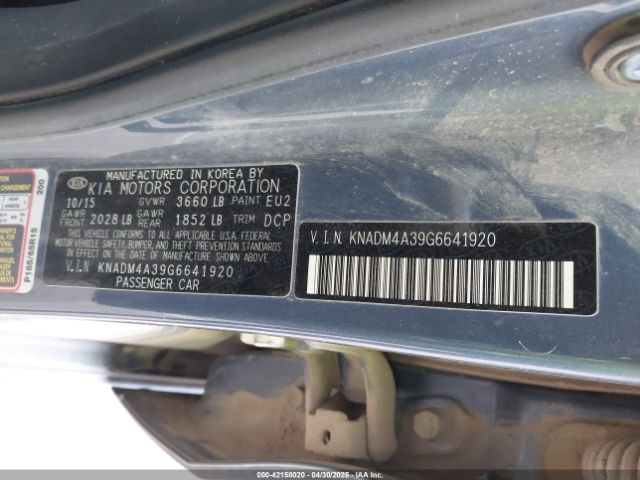 MANUFACTURED IN KOREA BY
KIA MOTORS CORPORATION
10/15 GVWR 3660 LB PAINT EU2
GAWR FRONT 2028 LB GAWR REAR 1852 LB TRIM DCP
THIS VEHICLE CONFORMS TO ALL APPLICABLE U.S.A. FEDERAL
MOTOR VEHICLE SAFETY, BUMPER, AND THEFT PREVENTION STANDARDS
IN EFFECT ON THE DATE OF MANUFACTURE SHOWN ABOVE.
V.I.N KNADM4A39G6641920
PASSENGER CAR
V.I.N KNADM4A39G6641920
200
P185/65R15
000-42158020 - 04/30/2025 - IAAI.COM